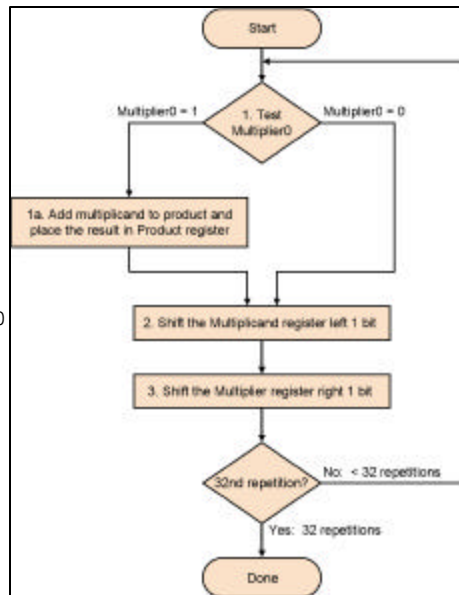 Start
Multiplier0 = 1
1. Test
Multiplier0
Multiplier0 = 0
1a. Add multiplicand to product and
place the result in Product register
0
2. Shift the Multiplicand register left 1 bit
3. Shift the Multiplier register right 1 bit
32nd repetition?
No: < 32 repetitions
Yes: 32 repetitions
Done